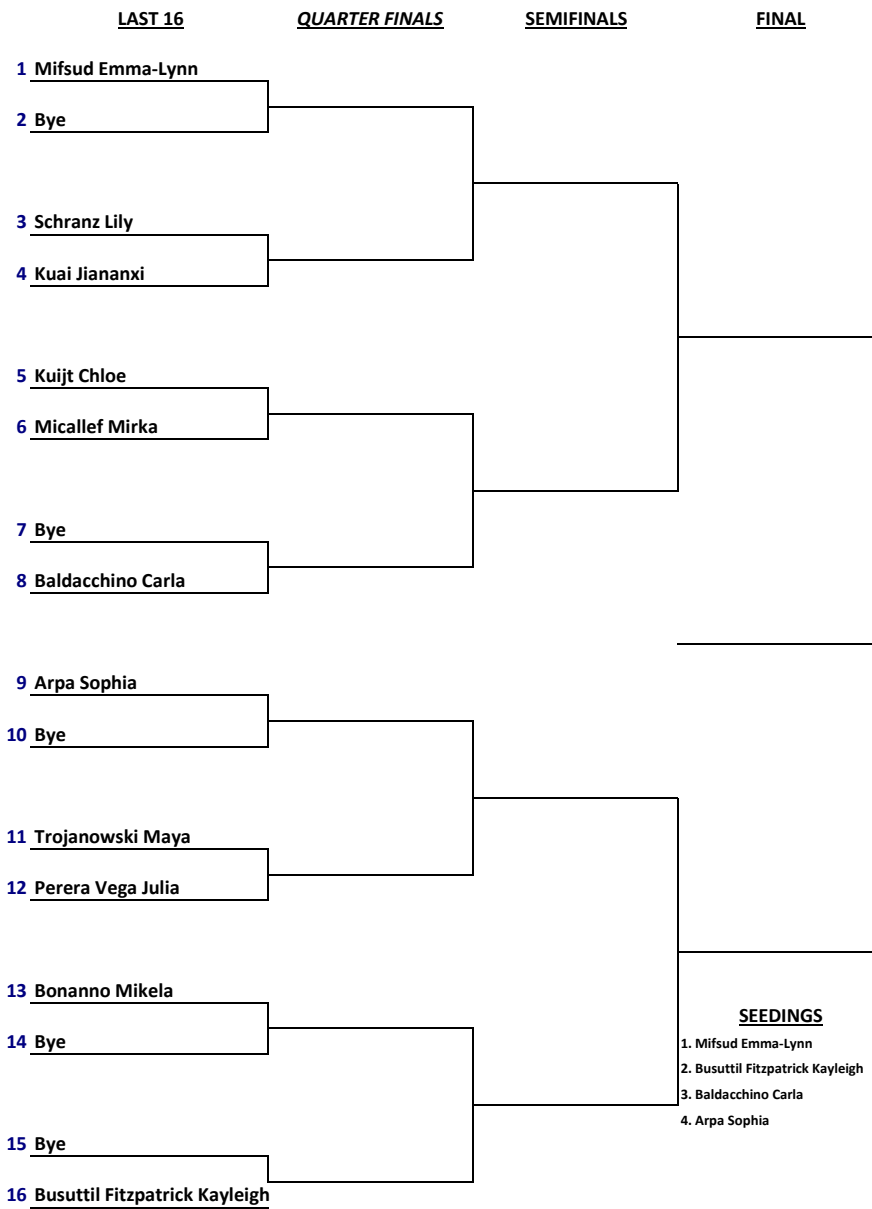 LAST 16 QUARTER FINALS SEMIFINALS FINAL
1 Mifsud Emma-Lynn
2 Bye
3 Schranz Lily
4 Kuai Jiananxi
5 Kuijt Chloe
6 Micallef Mirka
7 Bye
8 Baldacchino Carla
9 Arpa Sophia
10 Bye
11 Trojanowski Maya
12 Perera Vega Julia
13 Bonanno Mikela
14 Bye
15 Bye
16 Busuttil Fitzpatrick Kayleigh
SEEDINGS
1. Mifsud Emma-Lynn
2. Busuttil Fitzpatrick Kayleigh
3. Baldacchino Carla
4. Arpa Sophia